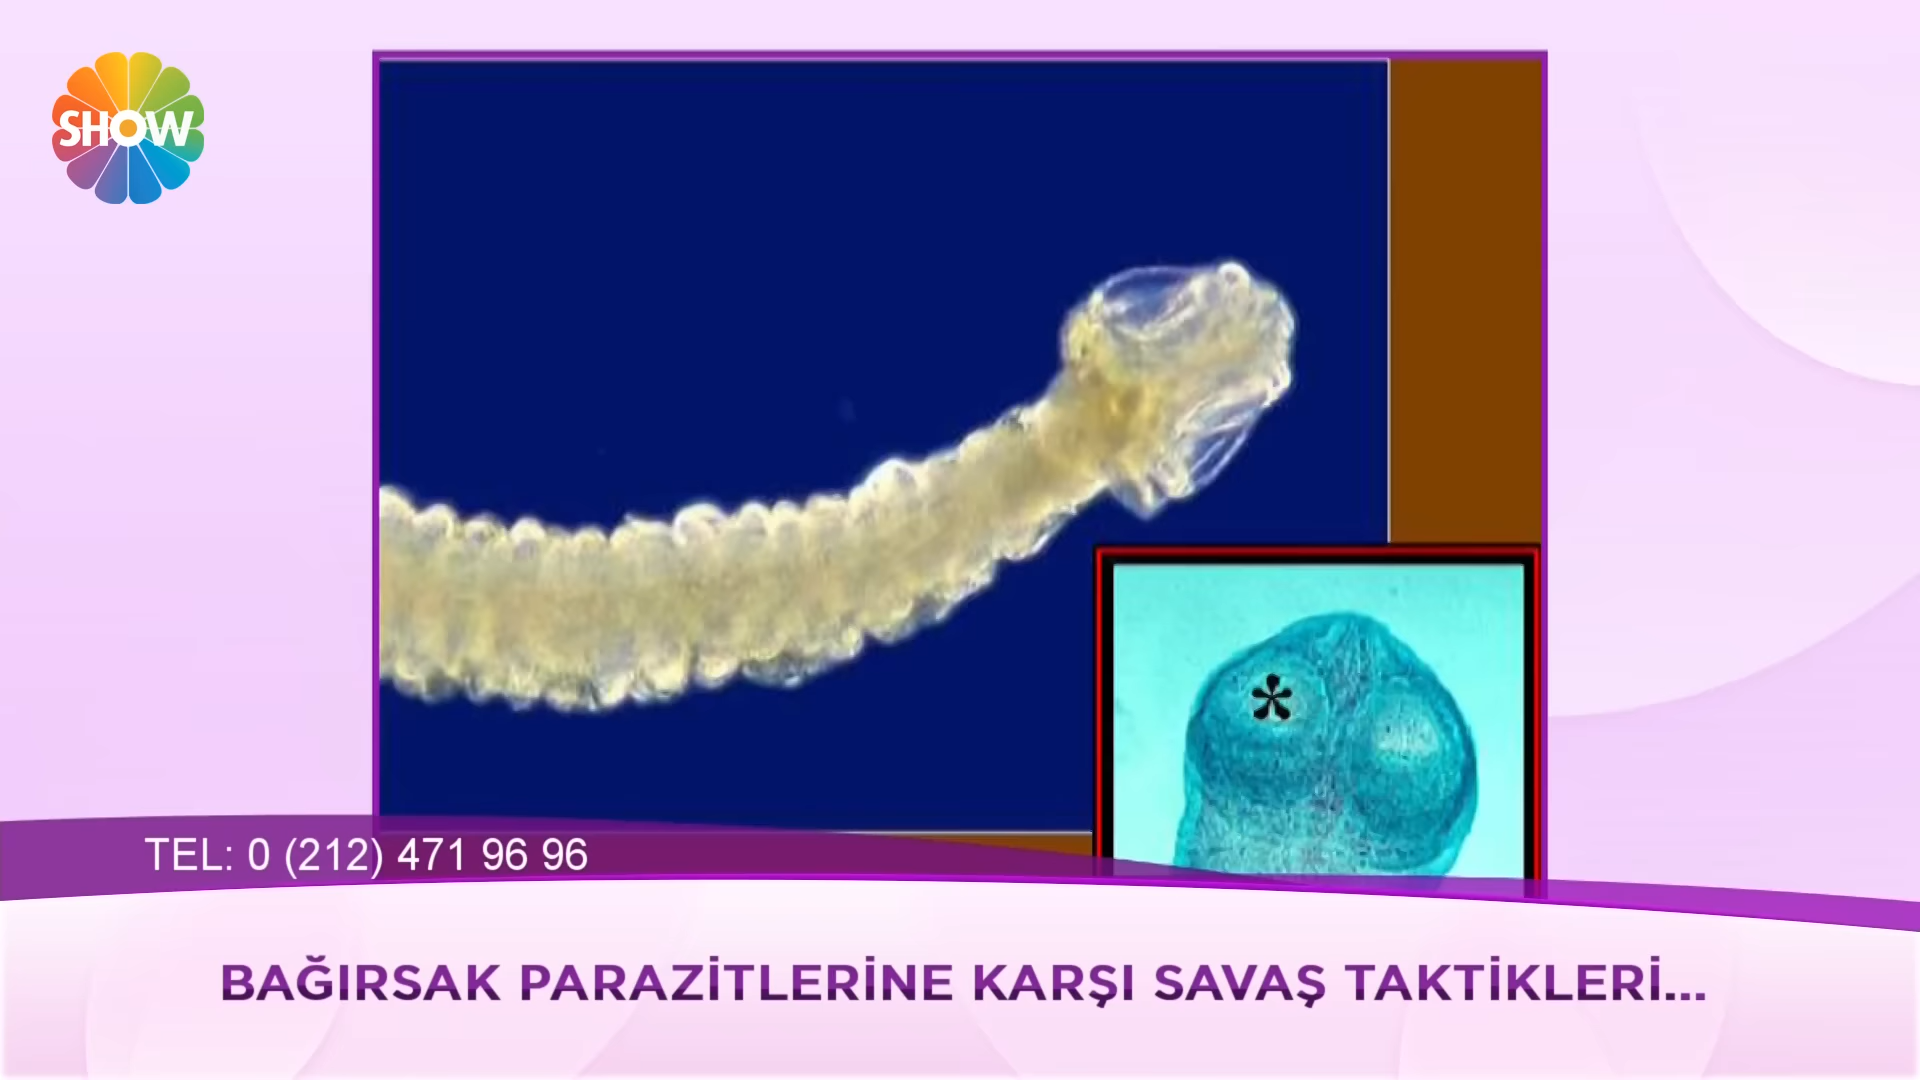 SHOW
*
TEL: 0 (212) 471 96 96
BAĞIRSAK PARAZİTLERİNE KARŞI SAVAŞ TAKTİKLERİ...